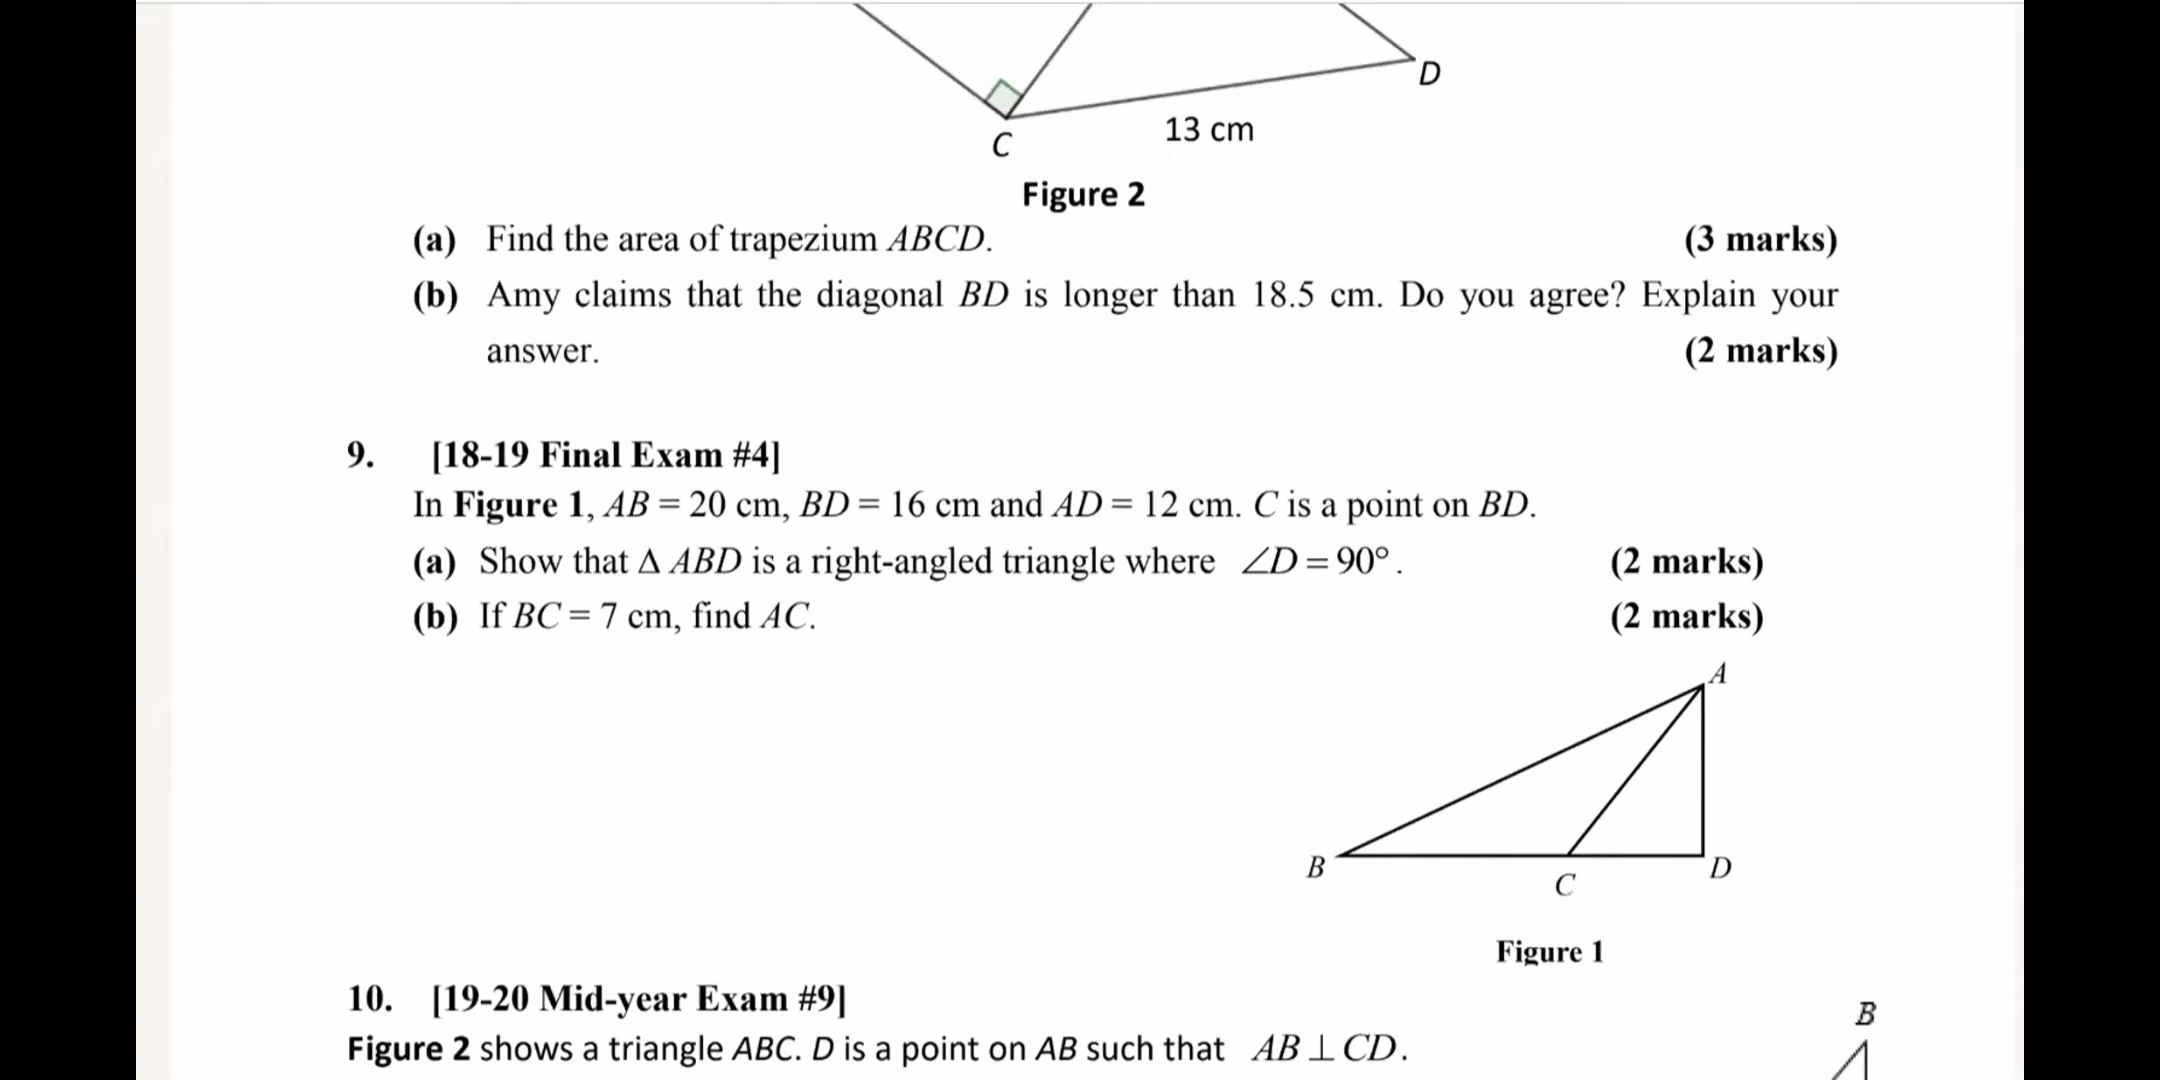 D
13 cm
C
Figure 2
(a) Find the area of trapezium ABCD. (3 marks)
(b) Amy claims that the diagonal BD is longer than 18.5 cm. Do you agree? Explain your
answer. (2 marks)
9. [18-19 Final Exam #4]
In Figure 1, AB = 20 cm, BD = 16 cm and AD = 12 cm. C is a point on BD.
(a) Show that Δ ABD is a right-angled triangle where ∠D = 90°. (2 marks)
(b) If BC = 7 cm, find AC. (2 marks)
A
B
C
D
Figure 1
10. [19-20 Mid-year Exam #9]
B
Figure 2 shows a triangle ABC. D is a point on AB such that AB ⊥ CD.